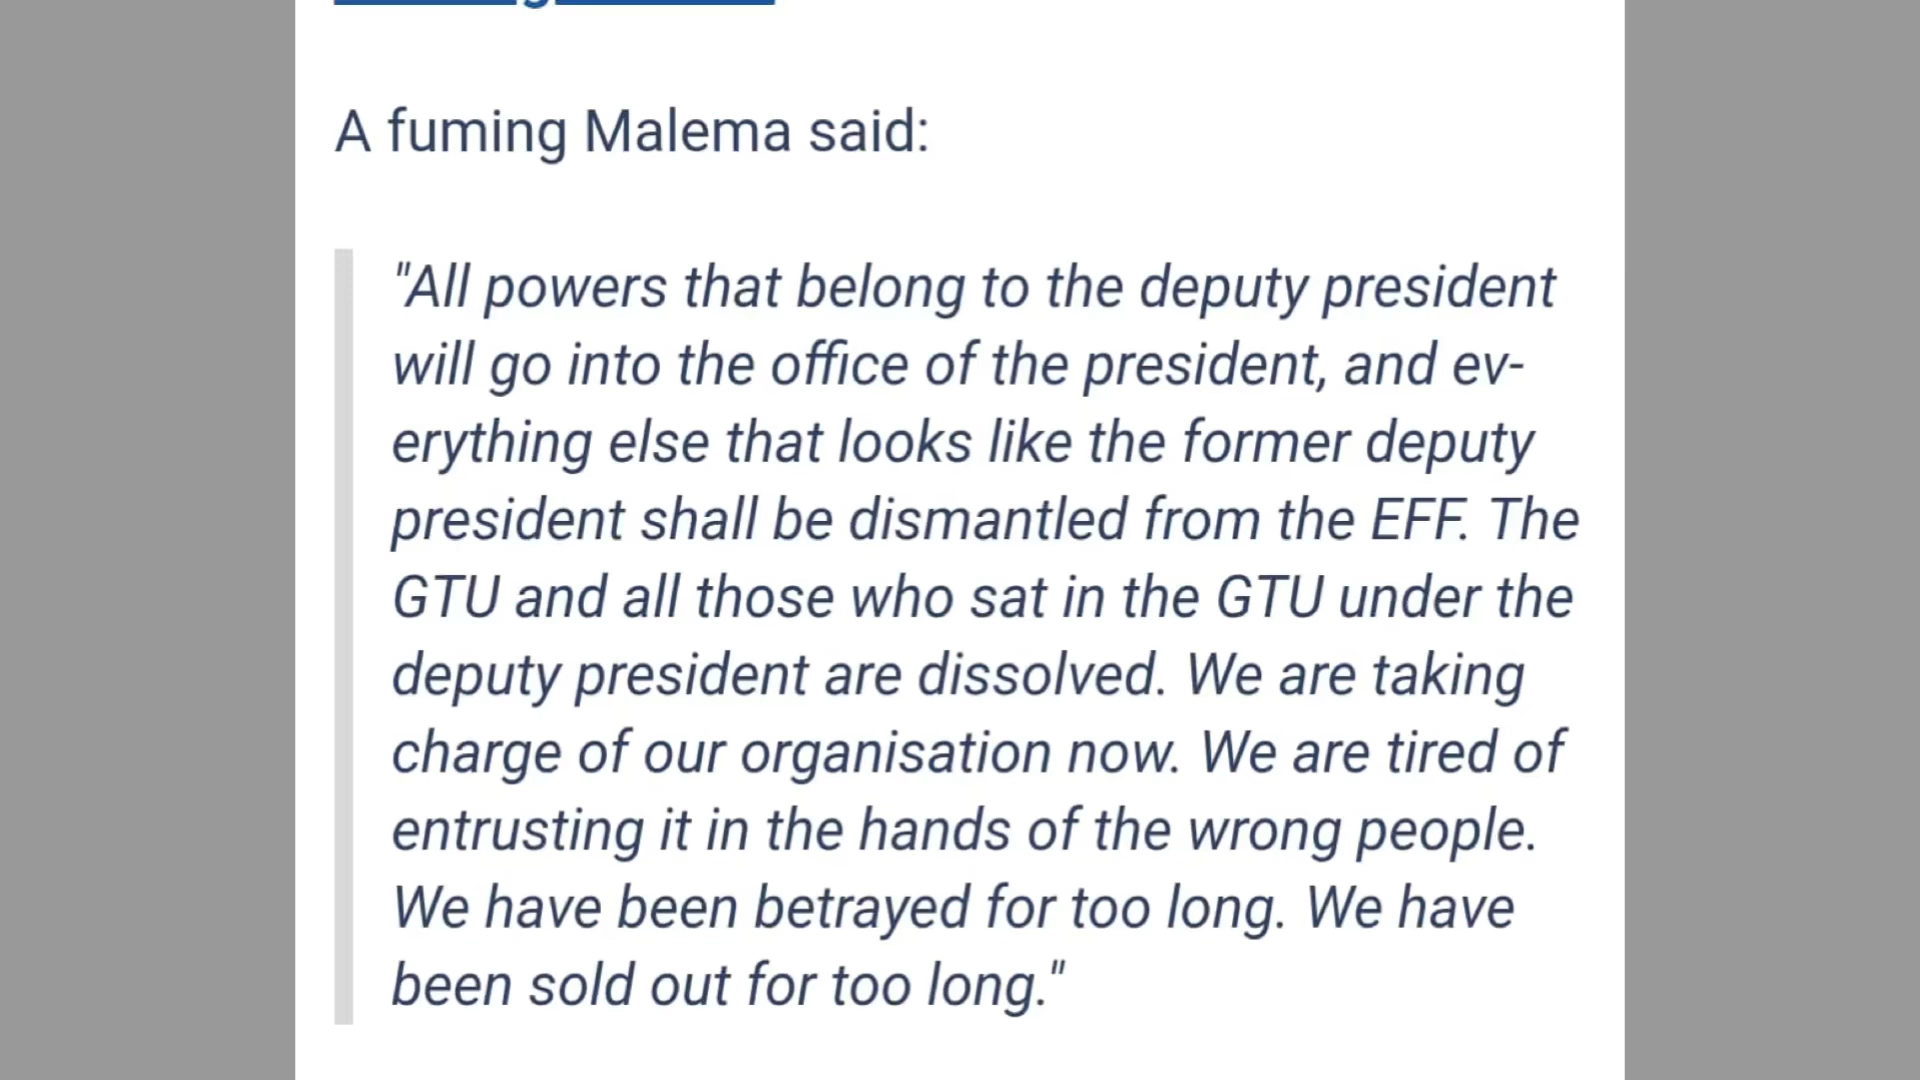 A fuming Malema said:
"All powers that belong to the deputy president
will go into the office of the president, and ev-
erything else that looks like the former deputy
president shall be dismantled from the EFF. The
GTU and all those who sat in the GTU under the
deputy president are dissolved. We are taking
charge of our organisation now. We are tired of
entrusting it in the hands of the wrong people.
We have been betrayed for too long. We have
been sold out for too long."